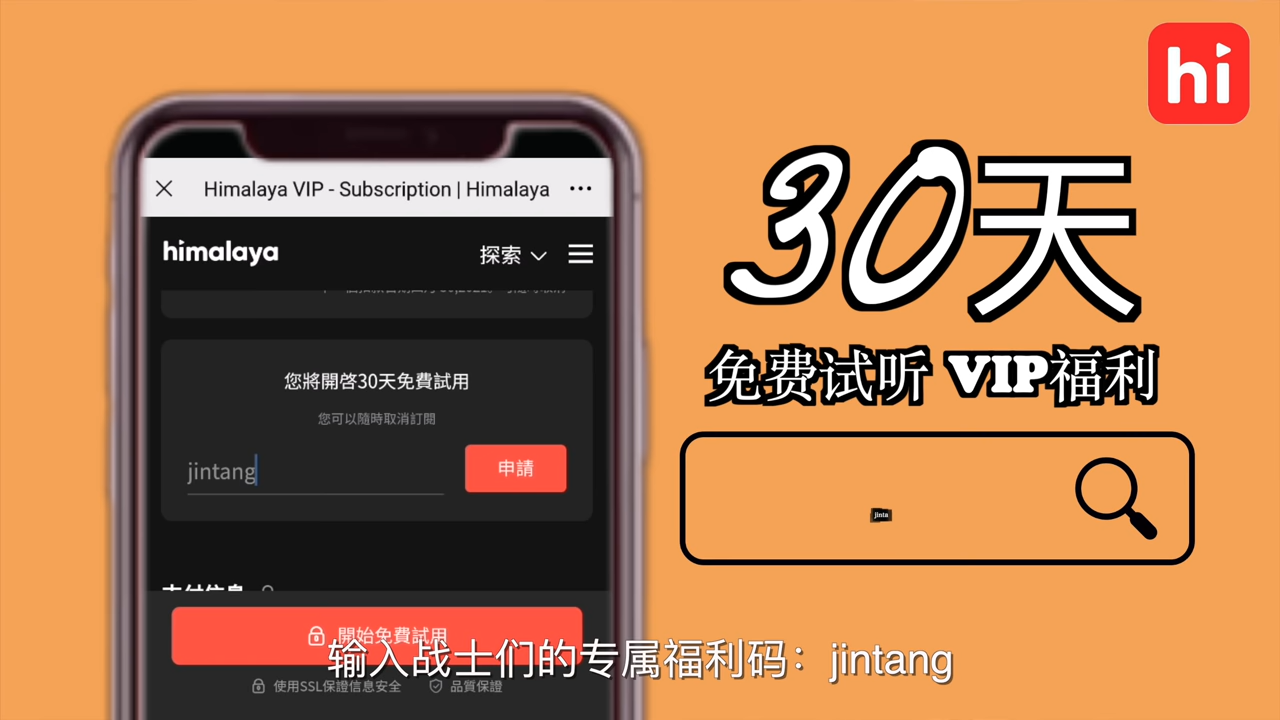 hi
30天
免费试听 VIP福利
jinta
Himalaya VIP - Subscription | Himalaya
himalaya
探索
您將開啓30天免費試用
您可以隨時取消訂閱
jintang
申請
支付信息
開始免費試用
输入战士们的专属福利码：jintang
使用SSL保證信息安全
品質保證